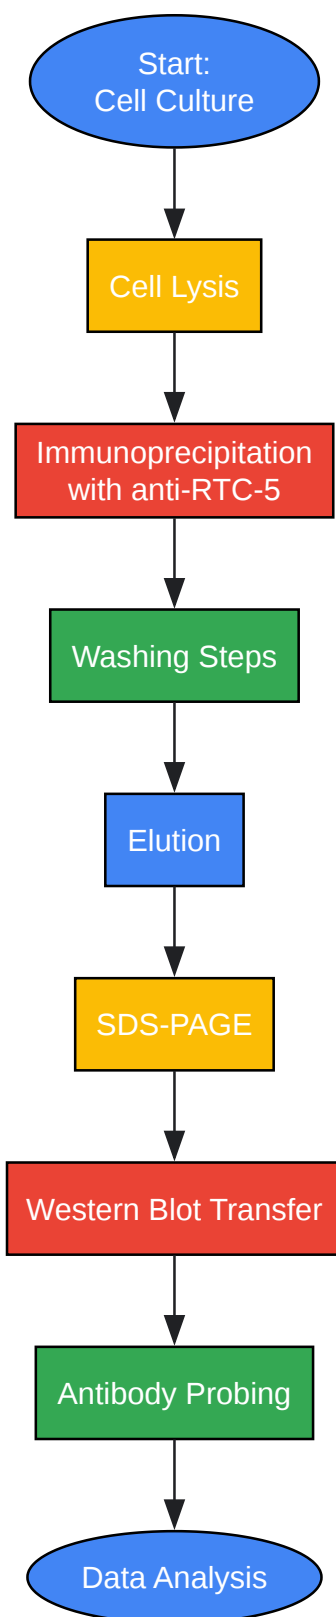 Start:
Cell Culture
Cell Lysis
Immunoprecipitation
with anti-RTC-5
Washing Steps
Elution
SDS-PAGE
Western Blot Transfer
Antibody Probing
Data Analysis